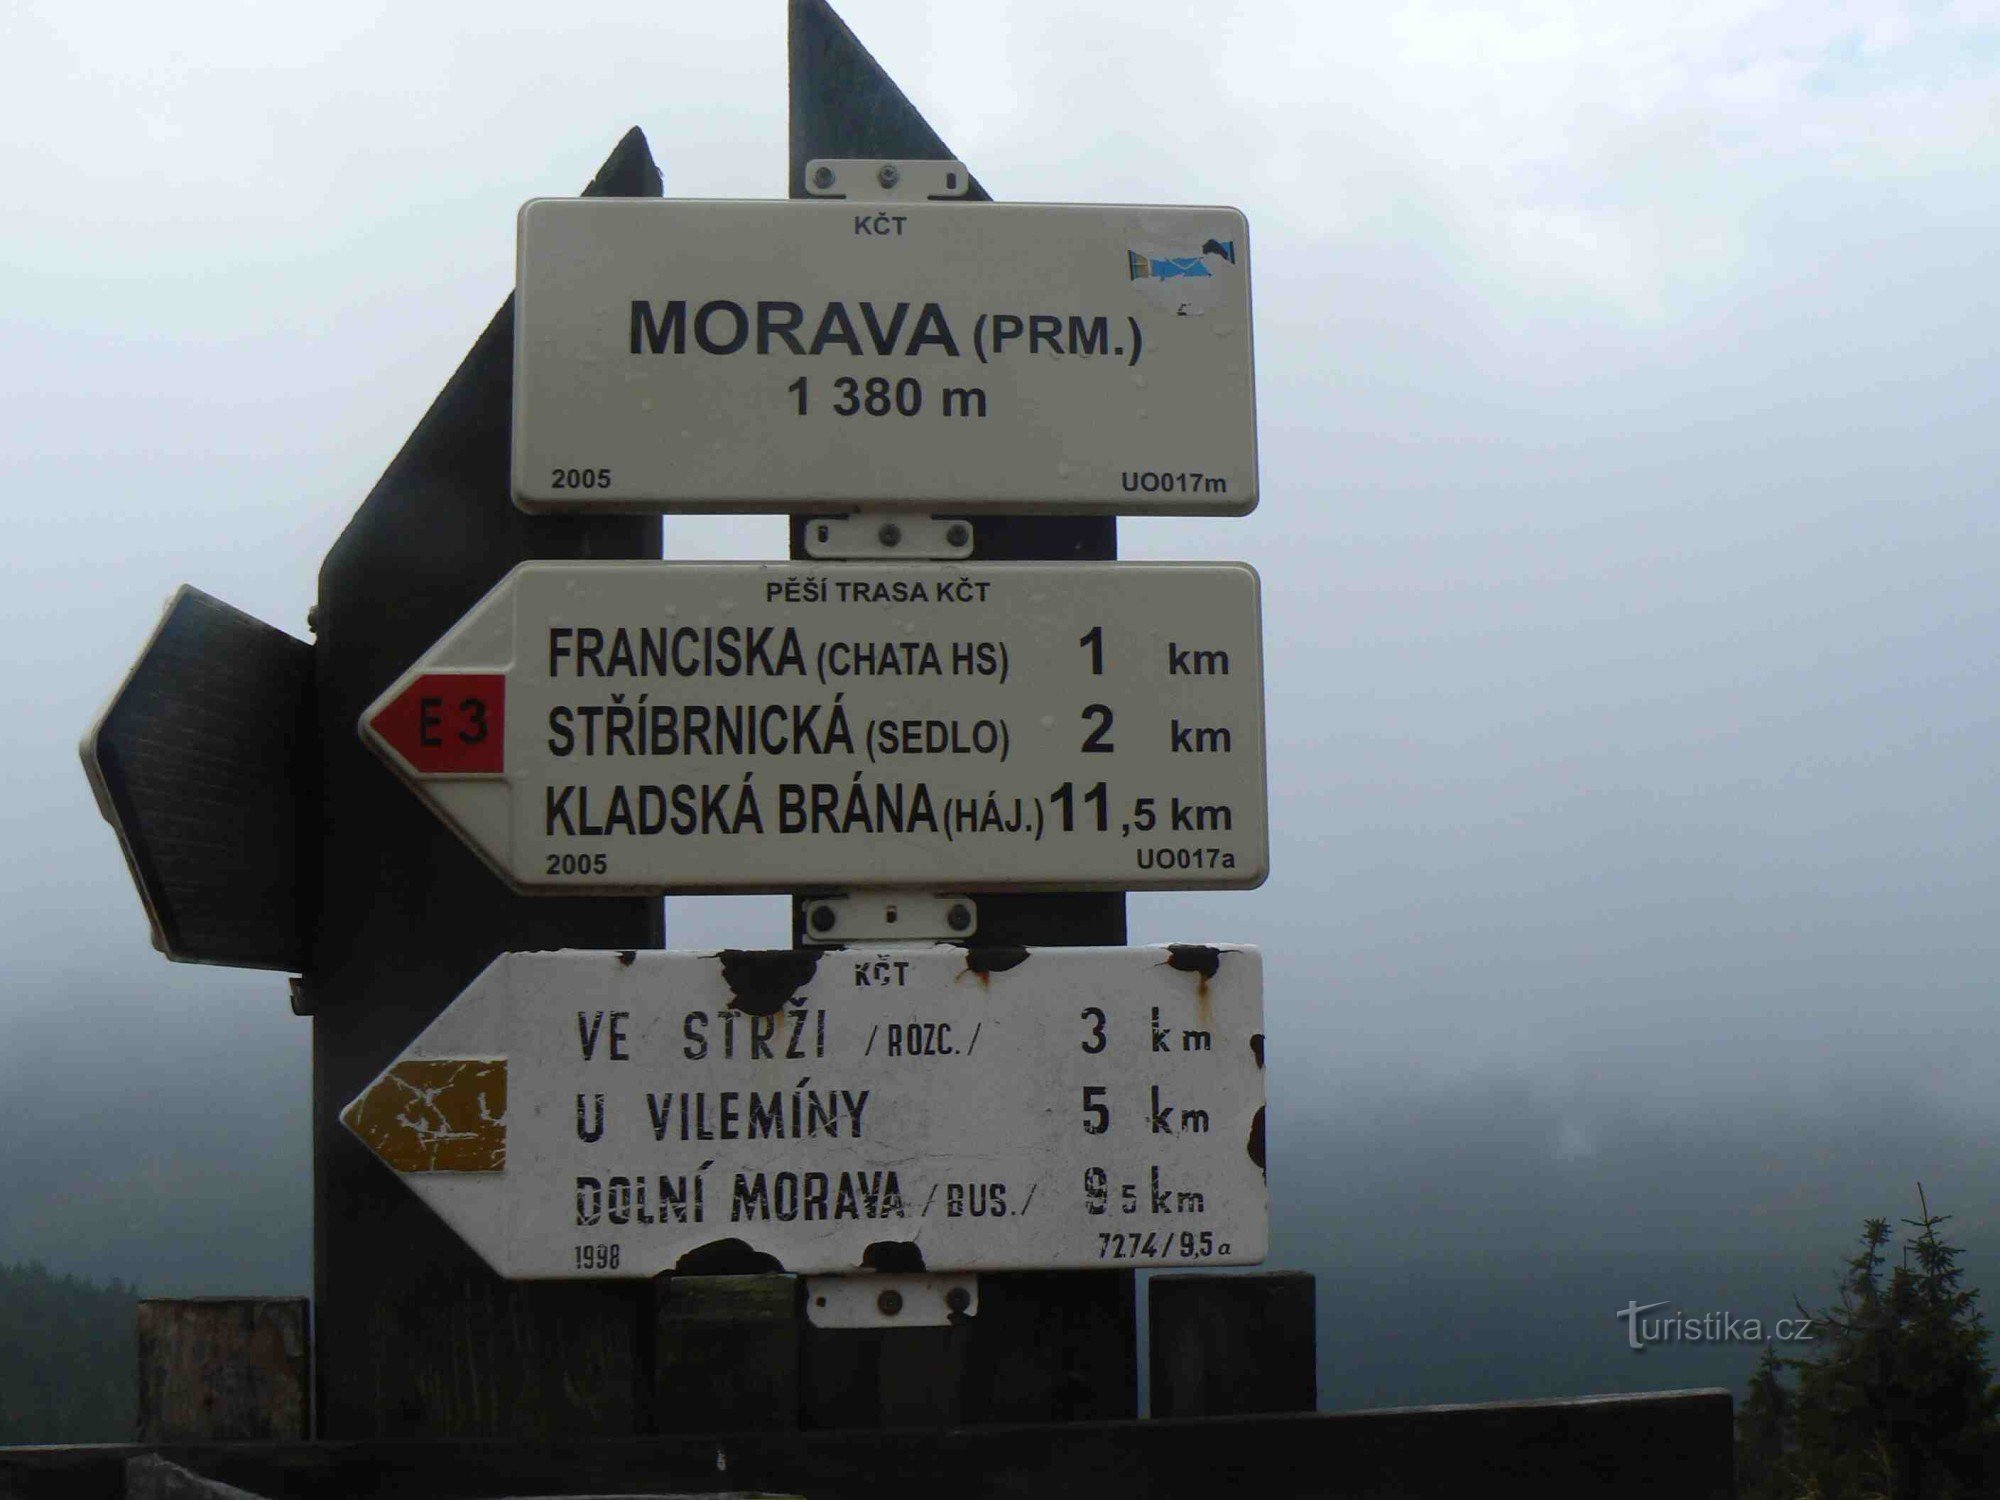 KČT
MORAVA (PRM.)
1 380 m
2005 UO017m
PĚŠÍ TRASA KČT
FRANCISKA (CHATA HS) 1 km
E 3
STŘÍBRNICKÁ (SEDLO) 2 km
KLADSKÁ BRÁNA (HÁJ.) 11,5 km
2005 UO017a
KČT
VE STRŽI /ROZC./ 3 km
U VILEMÍNY 5 km
DOLNÍ MORAVA /BUS./ 9 5 km
1998 7274/9,5a
Turistika.cz